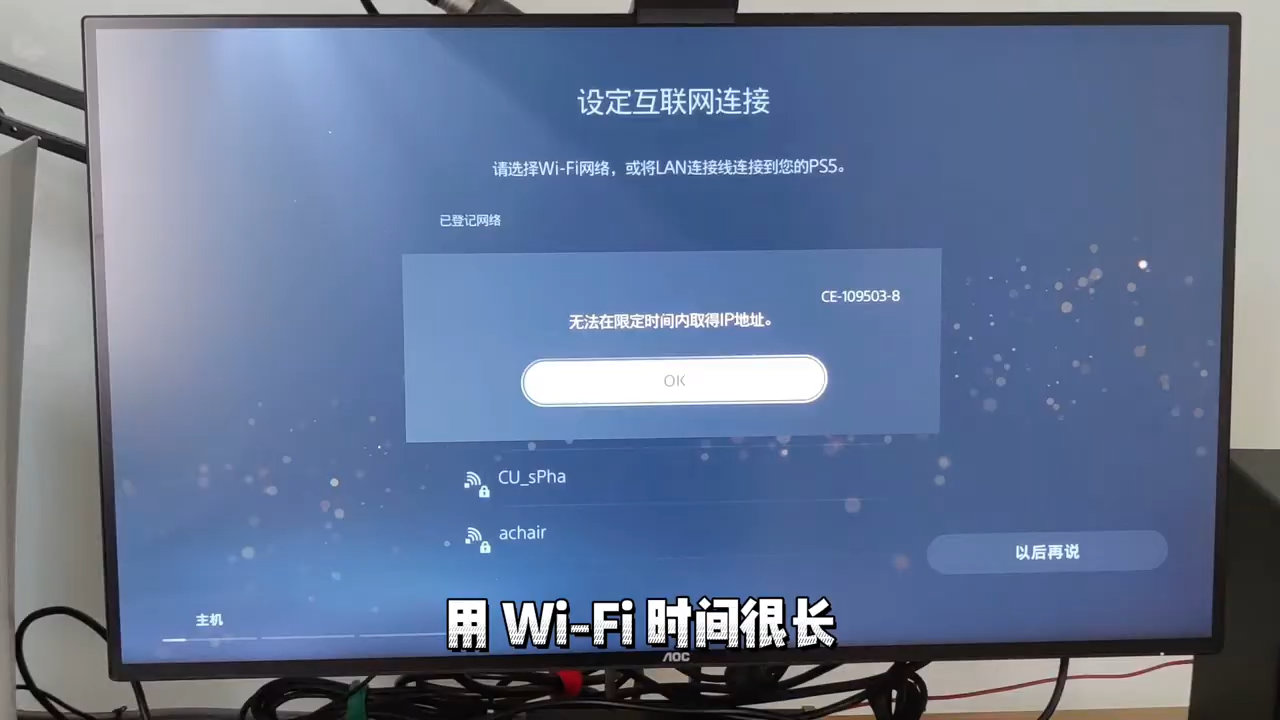 设定互联网连接
请选择Wi-Fi网络，或将LAN连接线连接到您的PS5。
已登记网络
CE-109503-8
无法在限定时间内取得IP地址。
OK
CU_sPha
achair
以后再说
主机
用 Wi-Fi 时间很长
AOC